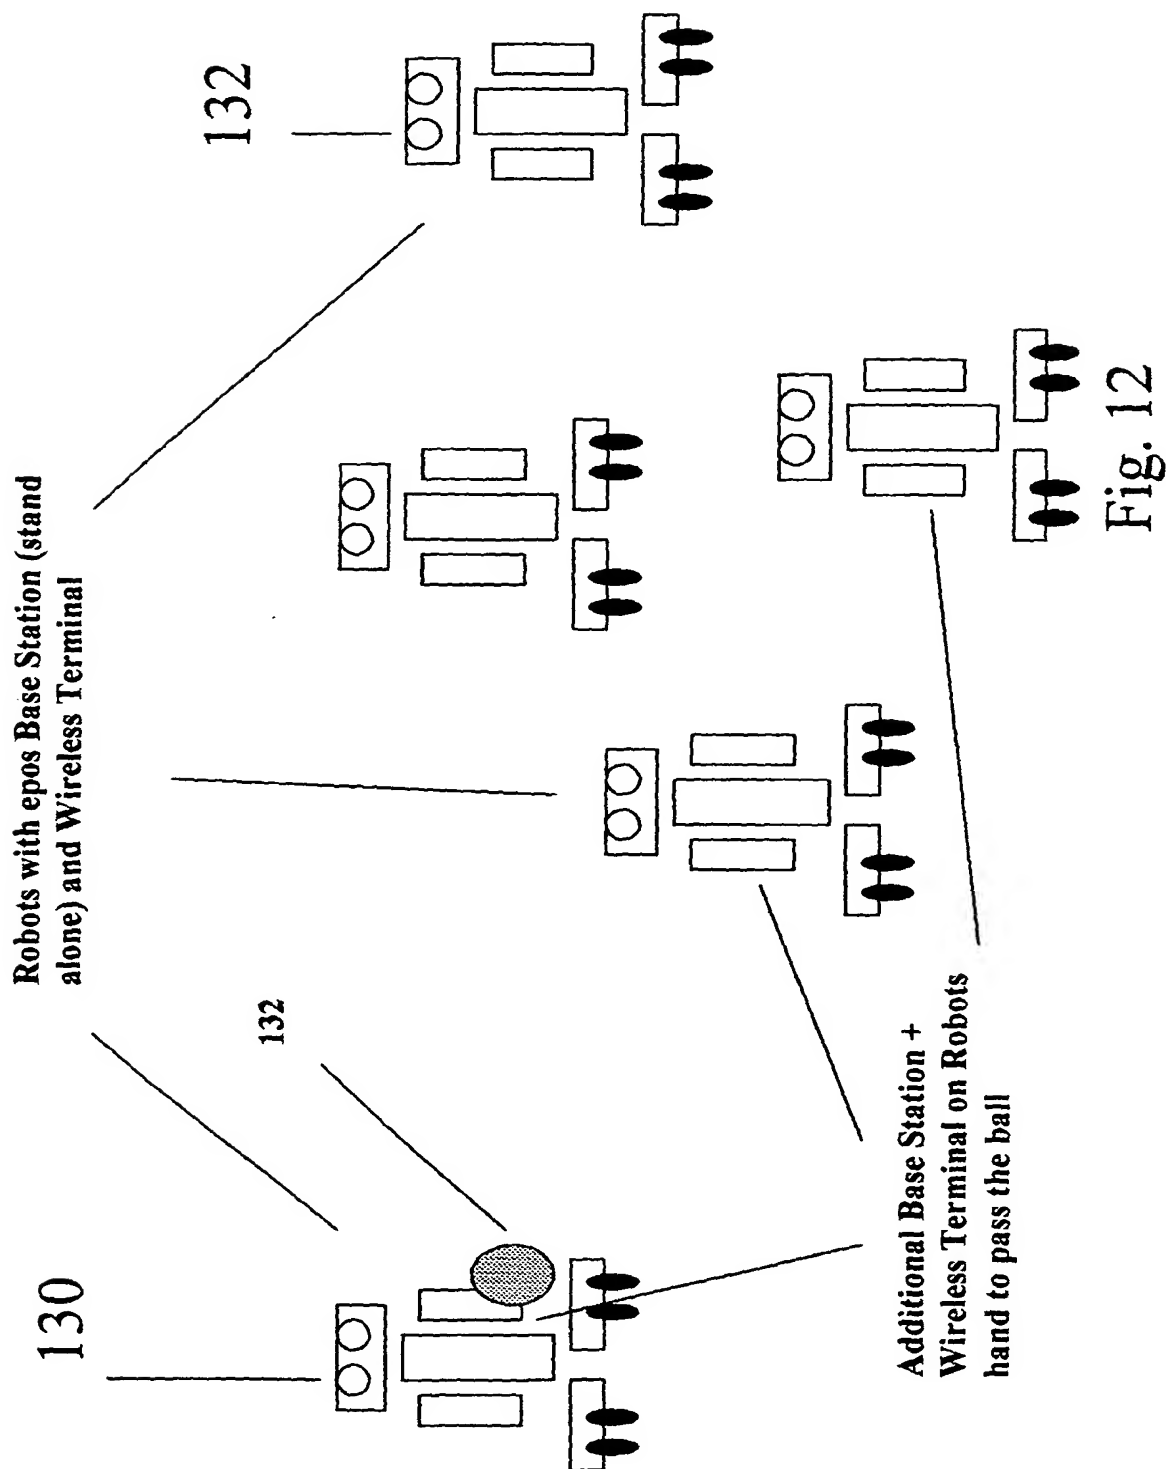 Robots with epos Base Station (stand
alone) and Wireless Terminal
130
132
132
Additional Base Station +
Wireless Terminal on Robots
hand to pass the ball
Fig. 12